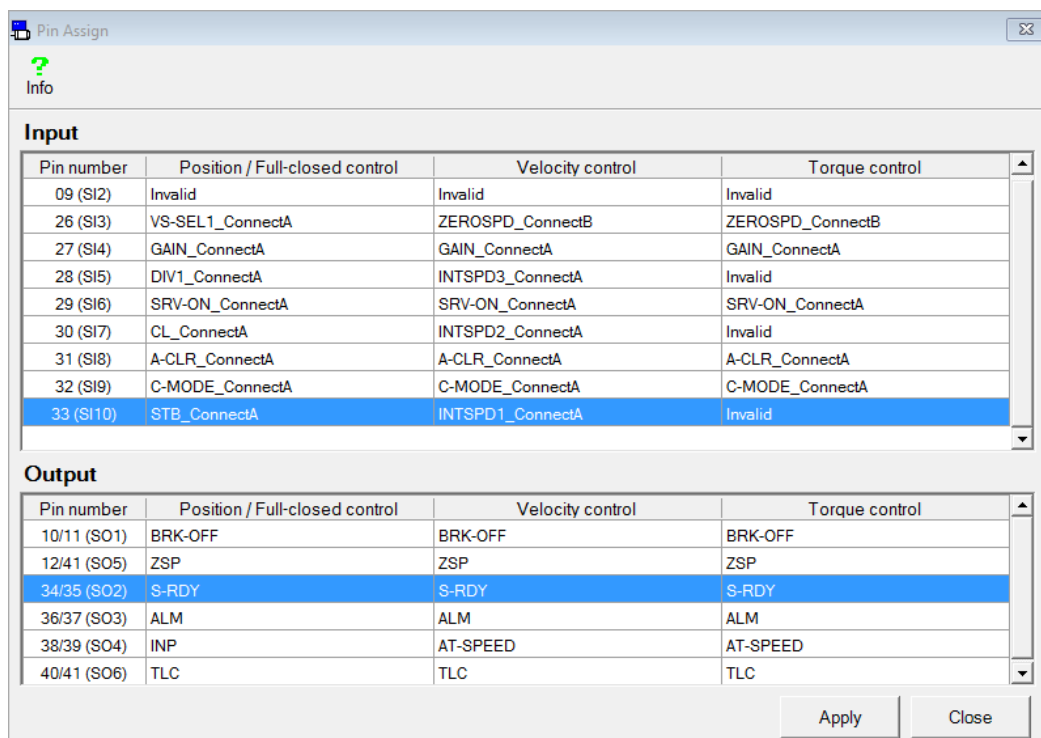 Pin Assign
?
Info
Input
Pin number Position / Full-closed control Velocity control Torque control
09 (SI2) Invalid Invalid Invalid
26 (SI3) VS-SEL1_ConnectA ZEROSPD_ConnectB ZEROSPD_ConnectB
27 (SI4) GAIN_ConnectA GAIN_ConnectA GAIN_ConnectA
28 (SI5) DIV1_ConnectA INTSPD3_ConnectA Invalid
29 (SI6) SRV-ON_ConnectA SRV-ON_ConnectA SRV-ON_ConnectA
30 (SI7) CL_ConnectA INTSPD2_ConnectA Invalid
31 (SI8) A-CLR_ConnectA A-CLR_ConnectA A-CLR_ConnectA
32 (SI9) C-MODE_ConnectA C-MODE_ConnectA C-MODE_ConnectA
33 (SI10) STB_ConnectA INTSPD1_ConnectA Invalid
Output
Pin number Position / Full-closed control Velocity control Torque control
10/11 (SO1) BRK-OFF BRK-OFF BRK-OFF
12/41 (SO5) ZSP ZSP ZSP
34/35 (SO2) S-RDY S-RDY S-RDY
36/37 (SO3) ALM ALM ALM
38/39 (SO4) INP AT-SPEED AT-SPEED
40/41 (SO6) TLC TLC TLC
Apply Close